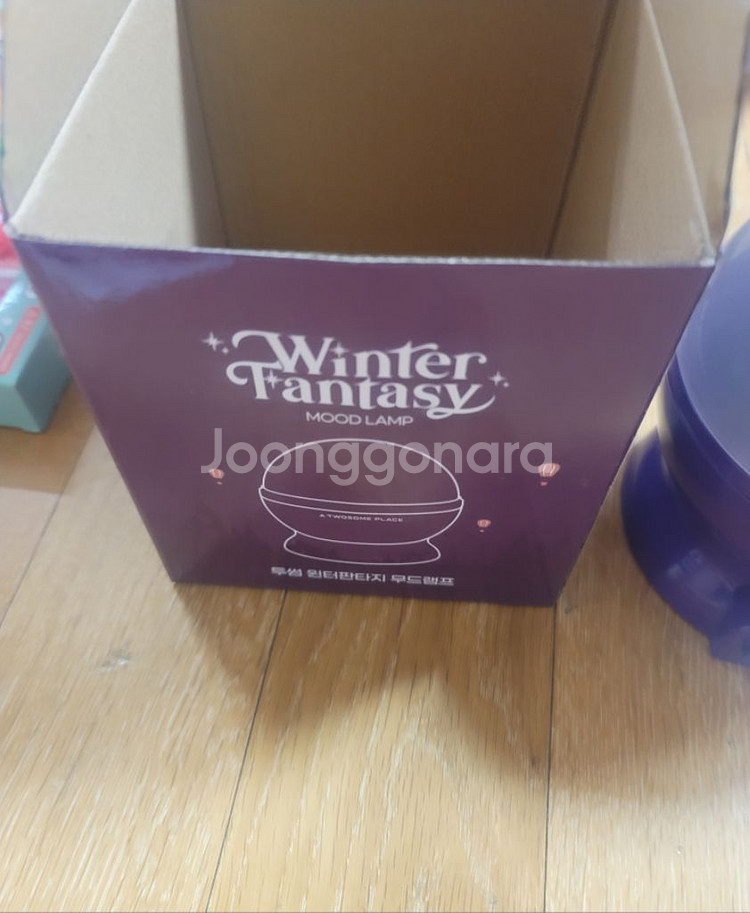 Winter
Fantasy
MOOD LAMP
Joonggonara
A TWOSOME PLACE
투썸 윈터판타지 무드램프